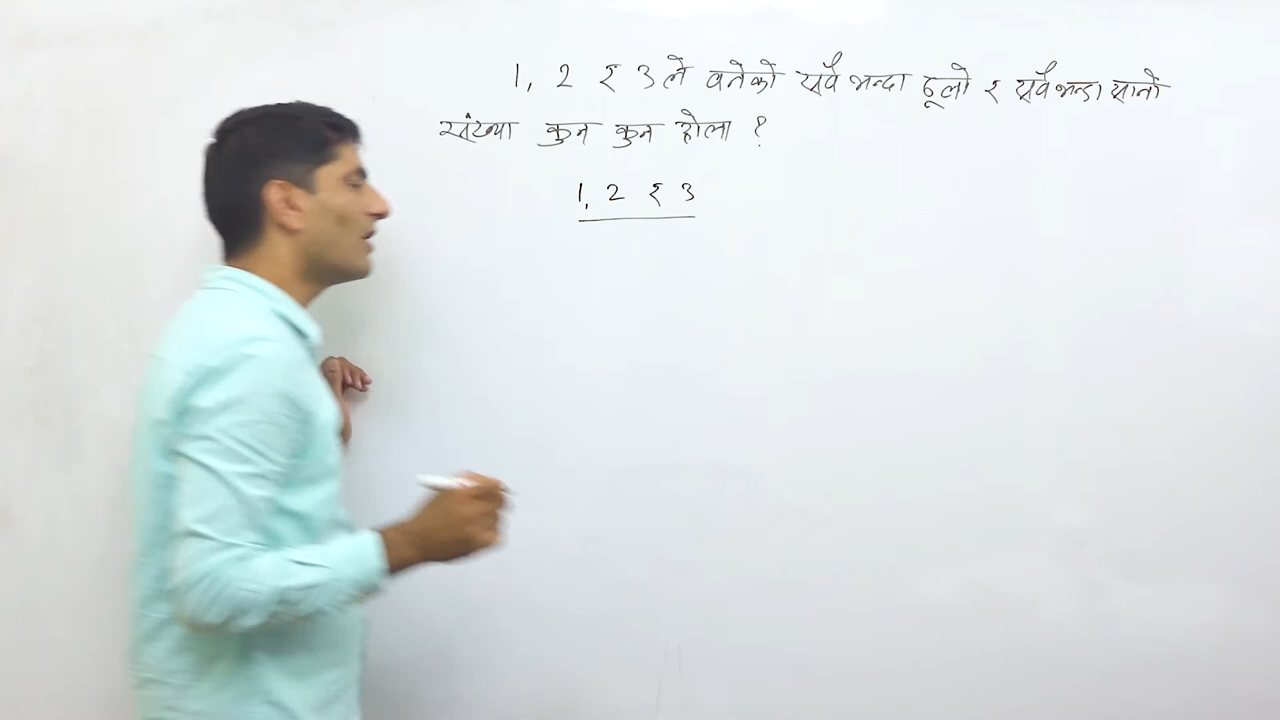 1, 2 र 3 ले बनेको सबै भन्दा ठूलो र सबै भन्दा सानो
संख्या कुन कुन होला ?
1, 2 र 3